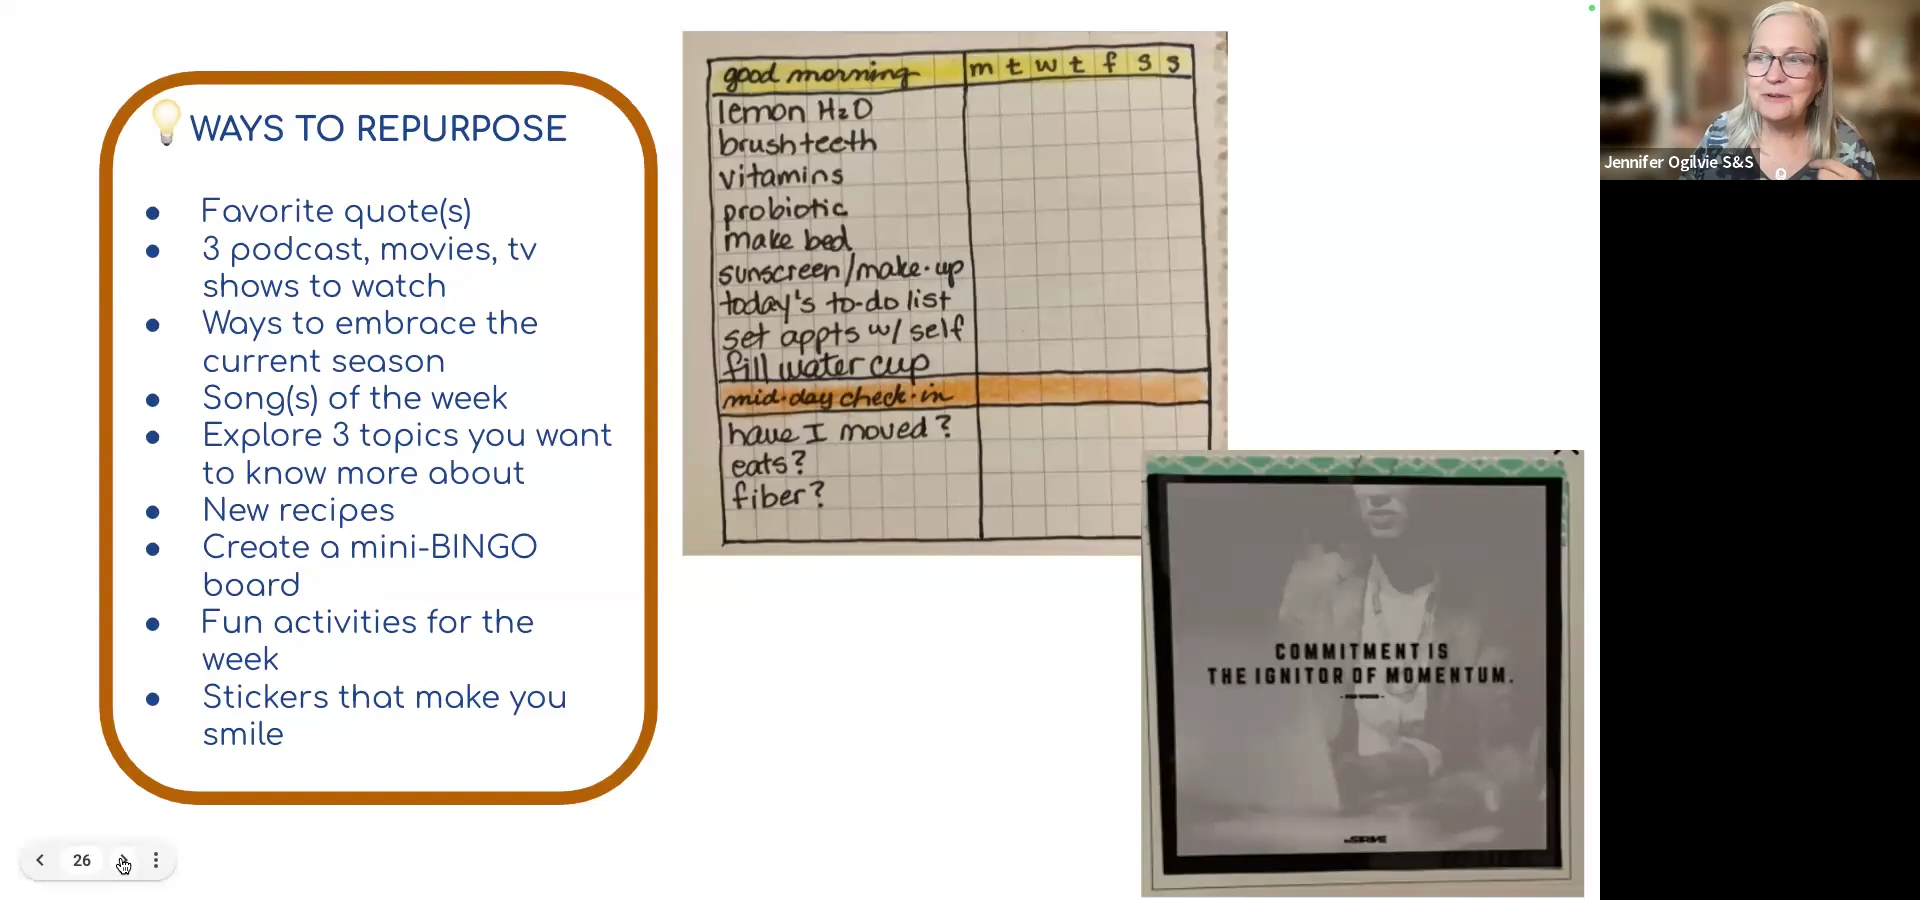 WAYS TO REPURPOSE
Favorite quote(s)
3 podcast, movies, tv
shows to watch
Ways to embrace the
current season
Song(s) of the week
Explore 3 topics you want
to know more about
New recipes
Create a mini-BINGO
board
Fun activities for the
week
Stickers that make you
smile
26
good morning m t w t f s s
lemon H2O
brush teeth
vitamins
probiotic
make bed
sunscreen/make-up
today's to-do list
set appts w/ self
fill water cup
mid-day check-in
have I moved?
eats?
fiber?
COMMITMENT IS
THE IGNITOR OF MOMENTUM.
Jennifer Ogilvie S&S